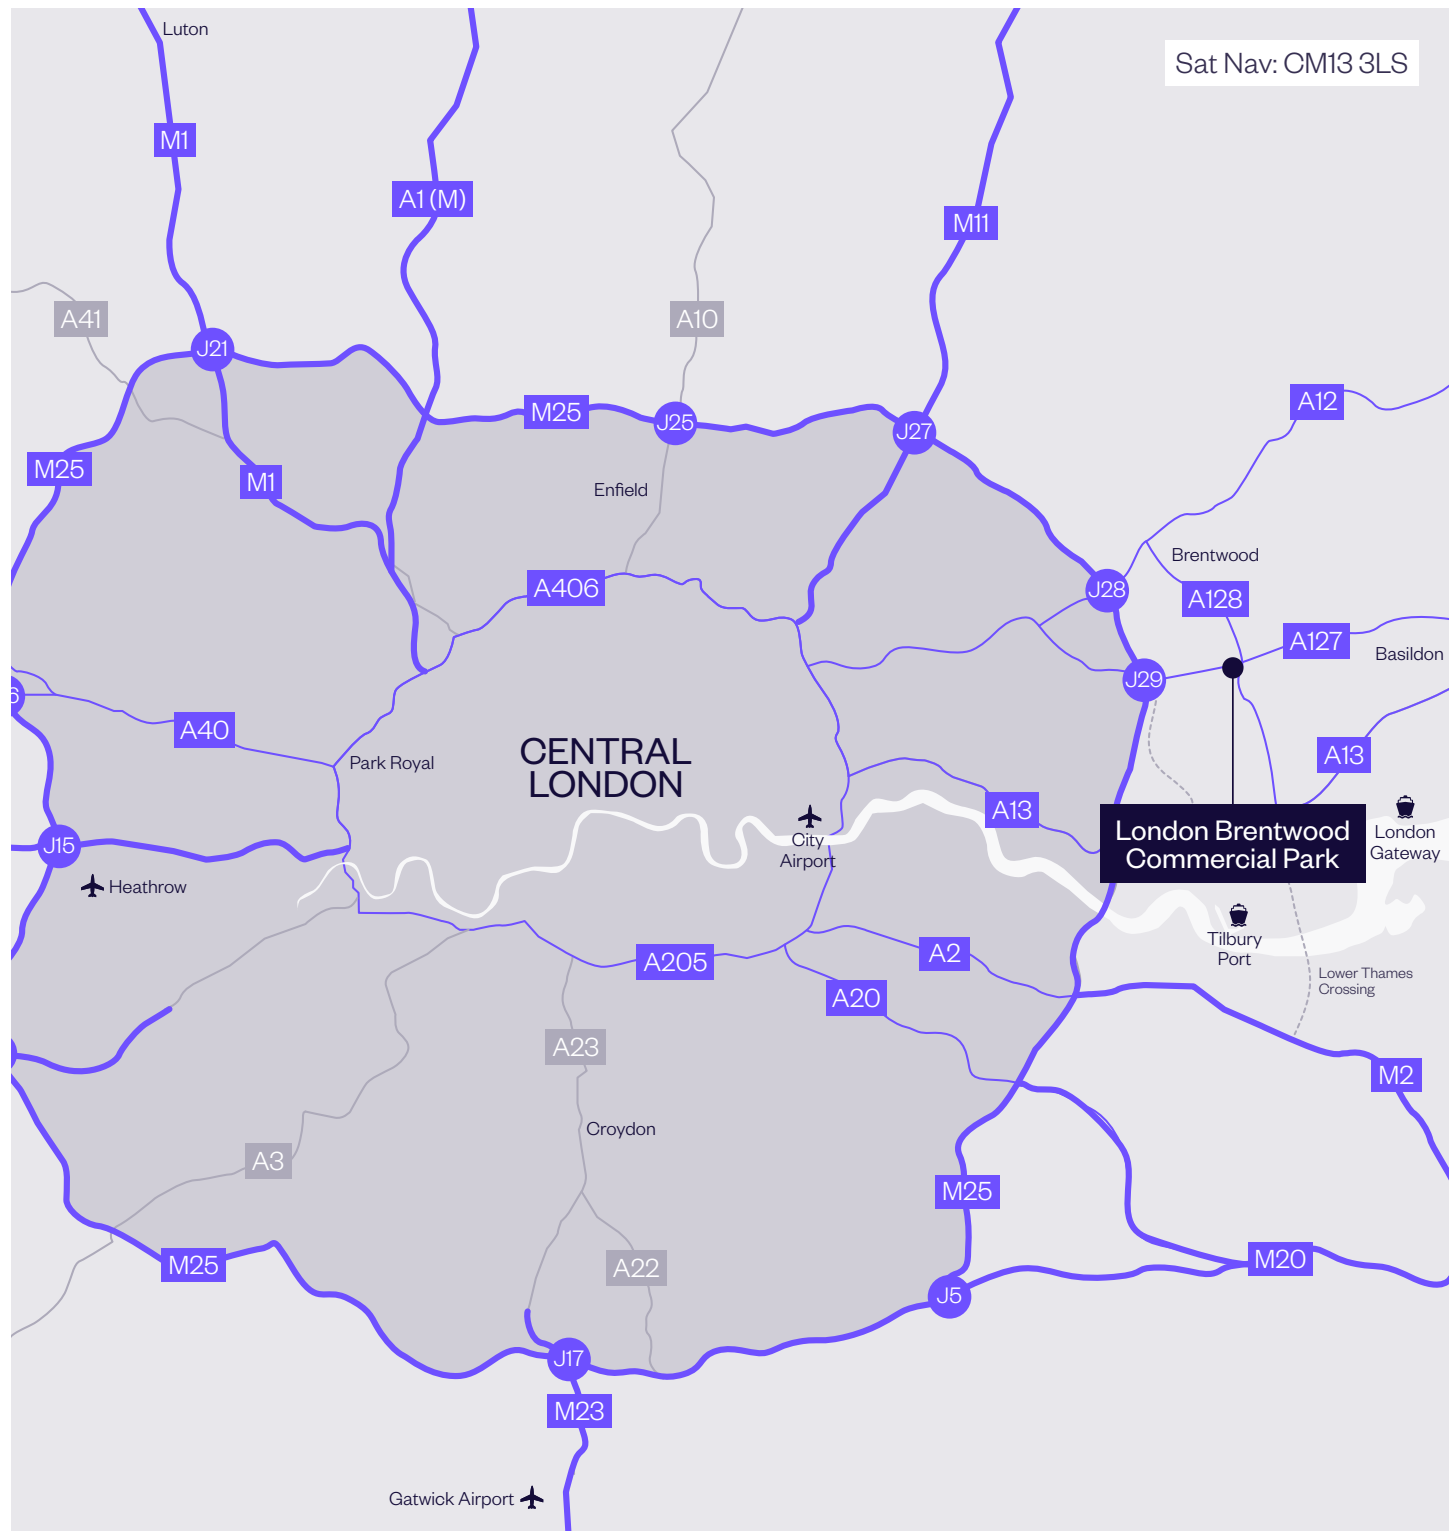 Luton
Sat Nav: CM13 3LS
M1
A1 (M)
M11
A41
A10
J21
M25
J25
J27
A12
M25
M1
Enfield
Brentwood
A406
J28
A128
A127
Basildon
J29
6
A40
Park Royal
CENTRAL
LONDON
A13
A13
City
Airport
London Brentwood
Commercial Park
London
Gateway
J15
Heathrow
A205
A2
Tilbury
Port
Lower Thames
Crossing
A20
A23
M2
Croydon
A3
M25
M25
A22
M20
J5
J17
M23
Gatwick Airport